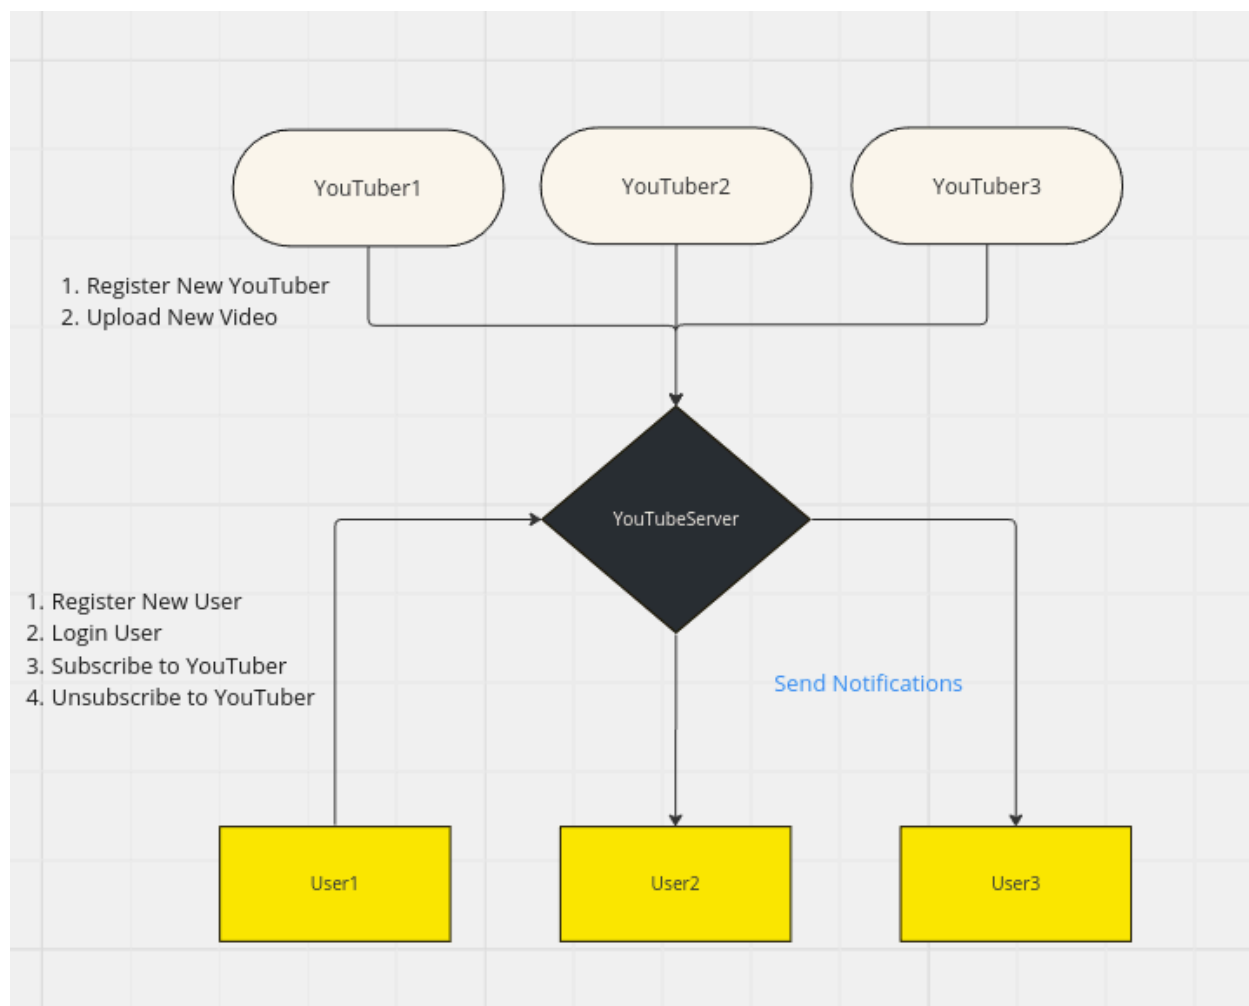 YouTuber1
YouTuber2
YouTuber3
1. Register New YouTuber
2. Upload New Video
YouTubeServer
1. Register New User
2. Login User
3. Subscribe to YouTuber
4. Unsubscribe to YouTuber
Send Notifications
User1
User2
User3